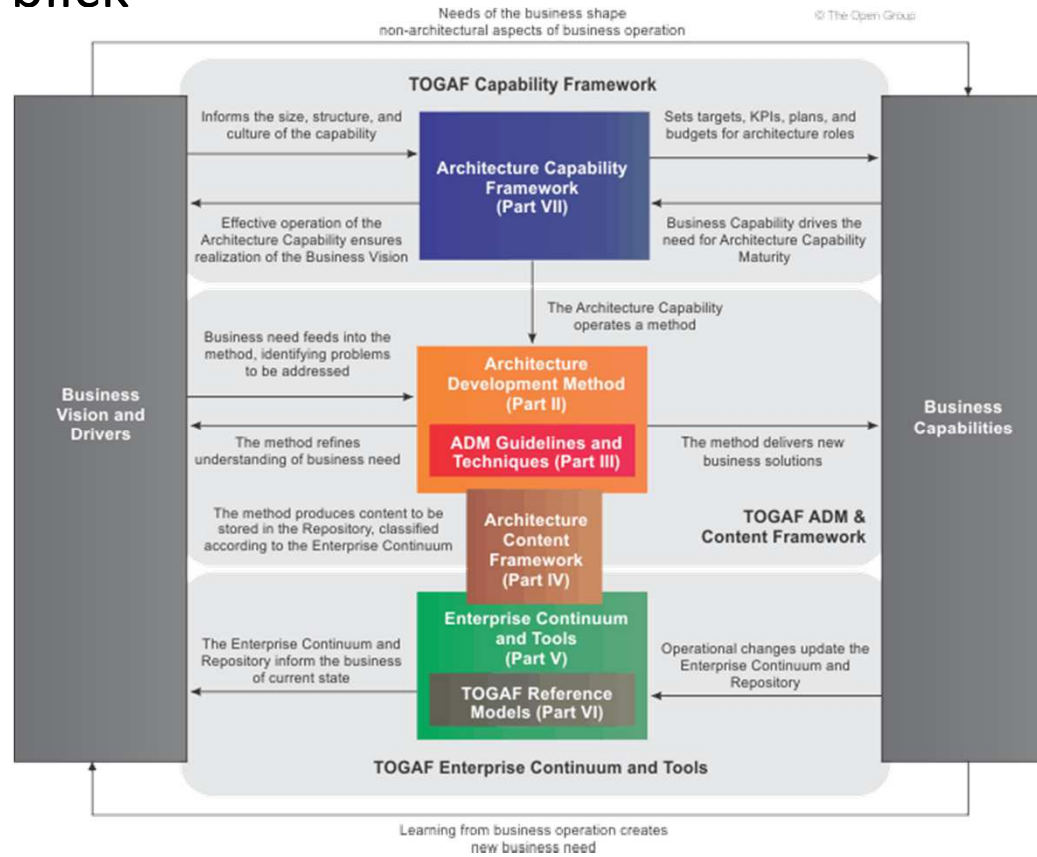 blick
Needs of the business shape
non-architectural aspects of business operation
© The Open Group
TOGAF Capability Framework
Informs the size, structure, and
culture of the capability
Sets targets, KPIs, plans, and
budgets for architecture roles
Architecture Capability
Framework
(Part VII)
Effective operation of the
Architecture Capability ensures
realization of the Business Vision
Business Capability drives the
need for Architecture Capability
Maturity
The Architecture Capability
operates a method
Business need feeds into the
method, identifying problems
to be addressed
Architecture
Development Method
(Part II)
Business
Vision and
Drivers
Business
Capabilities
ADM Guidelines and
Techniques (Part III)
The method refines
understanding of business need
The method delivers new
business solutions
The method produces content to be
stored in the Repository, classified
according to the Enterprise Continuum
Architecture
Content
Framework
(Part IV)
TOGAF ADM &
Content Framework
Enterprise Continuum
and Tools
(Part V)
The Enterprise Continuum and
Repository inform the business
of current state
Operational changes update the
Enterprise Continuum and
Repository
TOGAF Reference
Models (Part VI)
TOGAF Enterprise Continuum and Tools
Learning from business operation creates
new business need